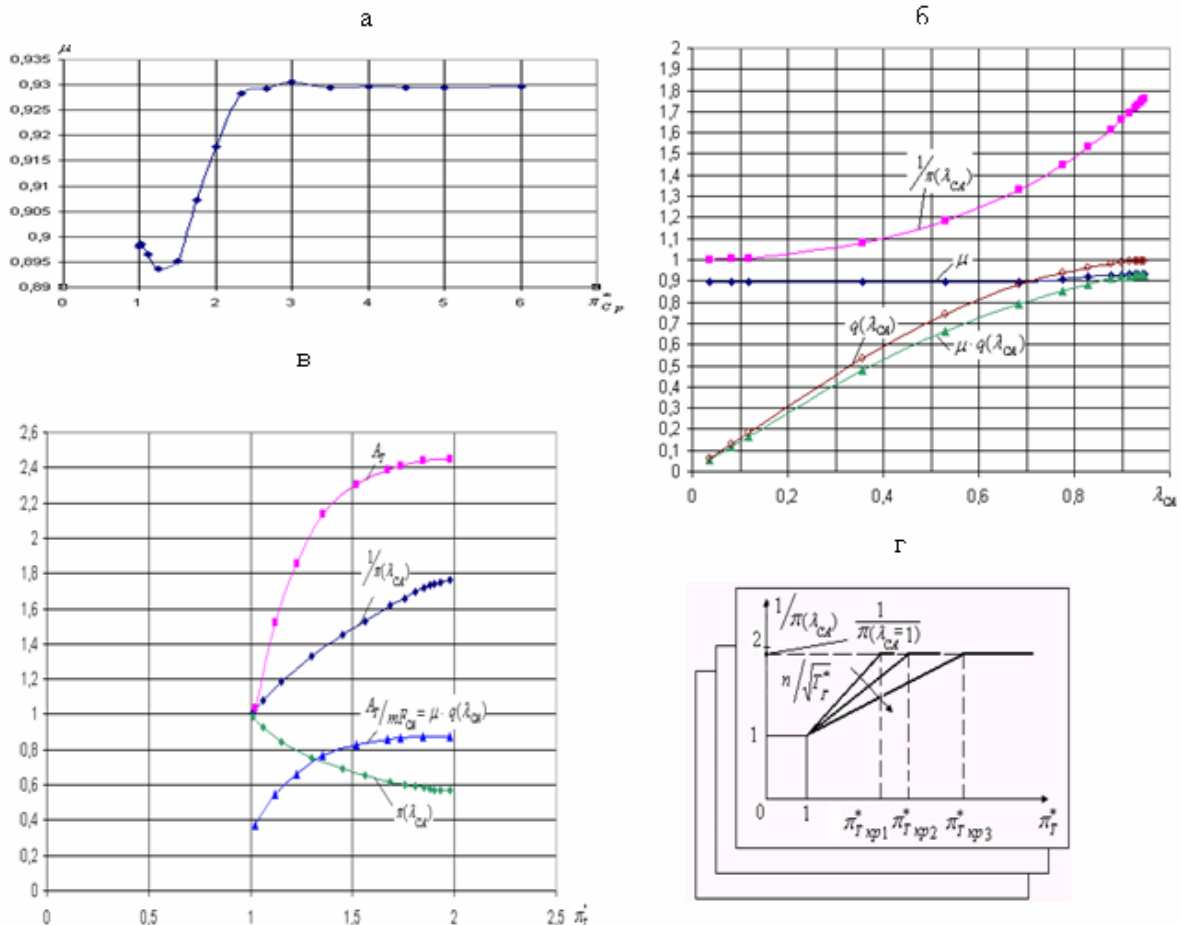 а
μ
0,935
0,93
0,925
0,92
0,915
0,91
0,905
0,9
0,895
0,89
0 1 2 3 4 5 6 π*ср
б
2
1,9
1,8
1,7
1,6
1,5
1,4
1,3
1,2
1,1
1
0,9
0,8
0,7
0,6
0,5
0,4
0,3
0,2
0,1
0
1/π(λСА)
μ
q(λСА)
μ · q(λСА)
0 0,2 0,4 0,6 0,8 λСА
в
2,6
2,4
2,2
2
1,8
1,6
1,4
1,2
1
0,8
0,6
0,4
0,2
0
AТ
1/π(λСА)
AТ/mFСА = μ · q(λСА)
π(λСА)
0 0,5 1 1,5 2 2,5 π*т
г
1/π(λСА)
1/π(λСА=1)
2
n/√T*Г
1
0 1 π*Т кр1 π*Т кр2 π*Т кр3 π*Т